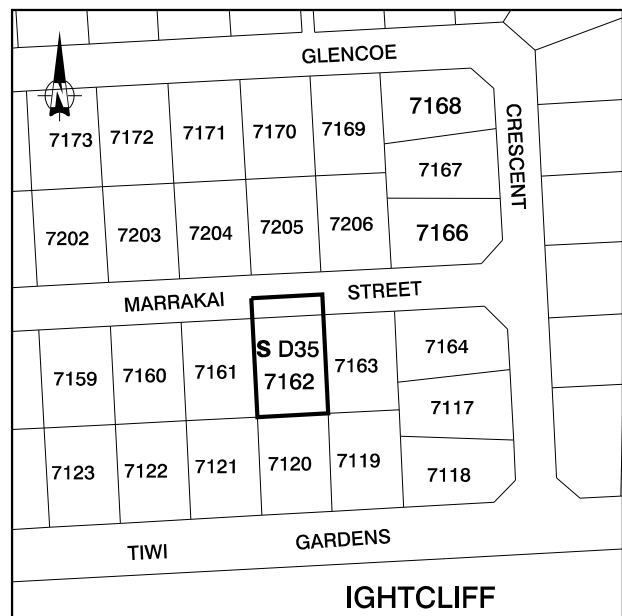 GLENCOE
CRESCENT
7173 7172 7171 7170 7169 7168
7167
7202 7203 7204 7205 7206 7166
MARRAKAI STREET
S D35
7159 7160 7161 7162 7163 7164
7117
7123 7122 7121 7120 7119 7118
TIWI GARDENS
IGHTCLIFF